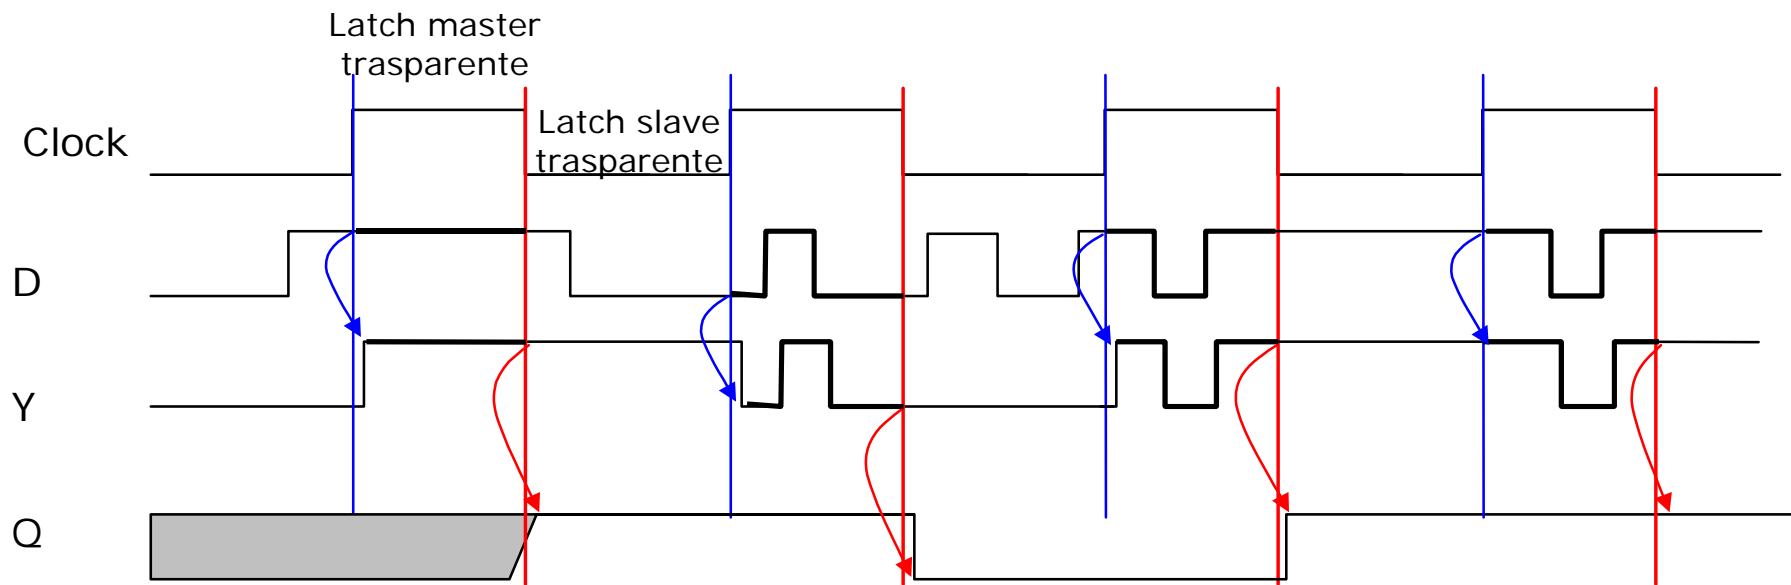 Latch master
trasparente
Clock
Latch slave
trasparente
D
Y
Q